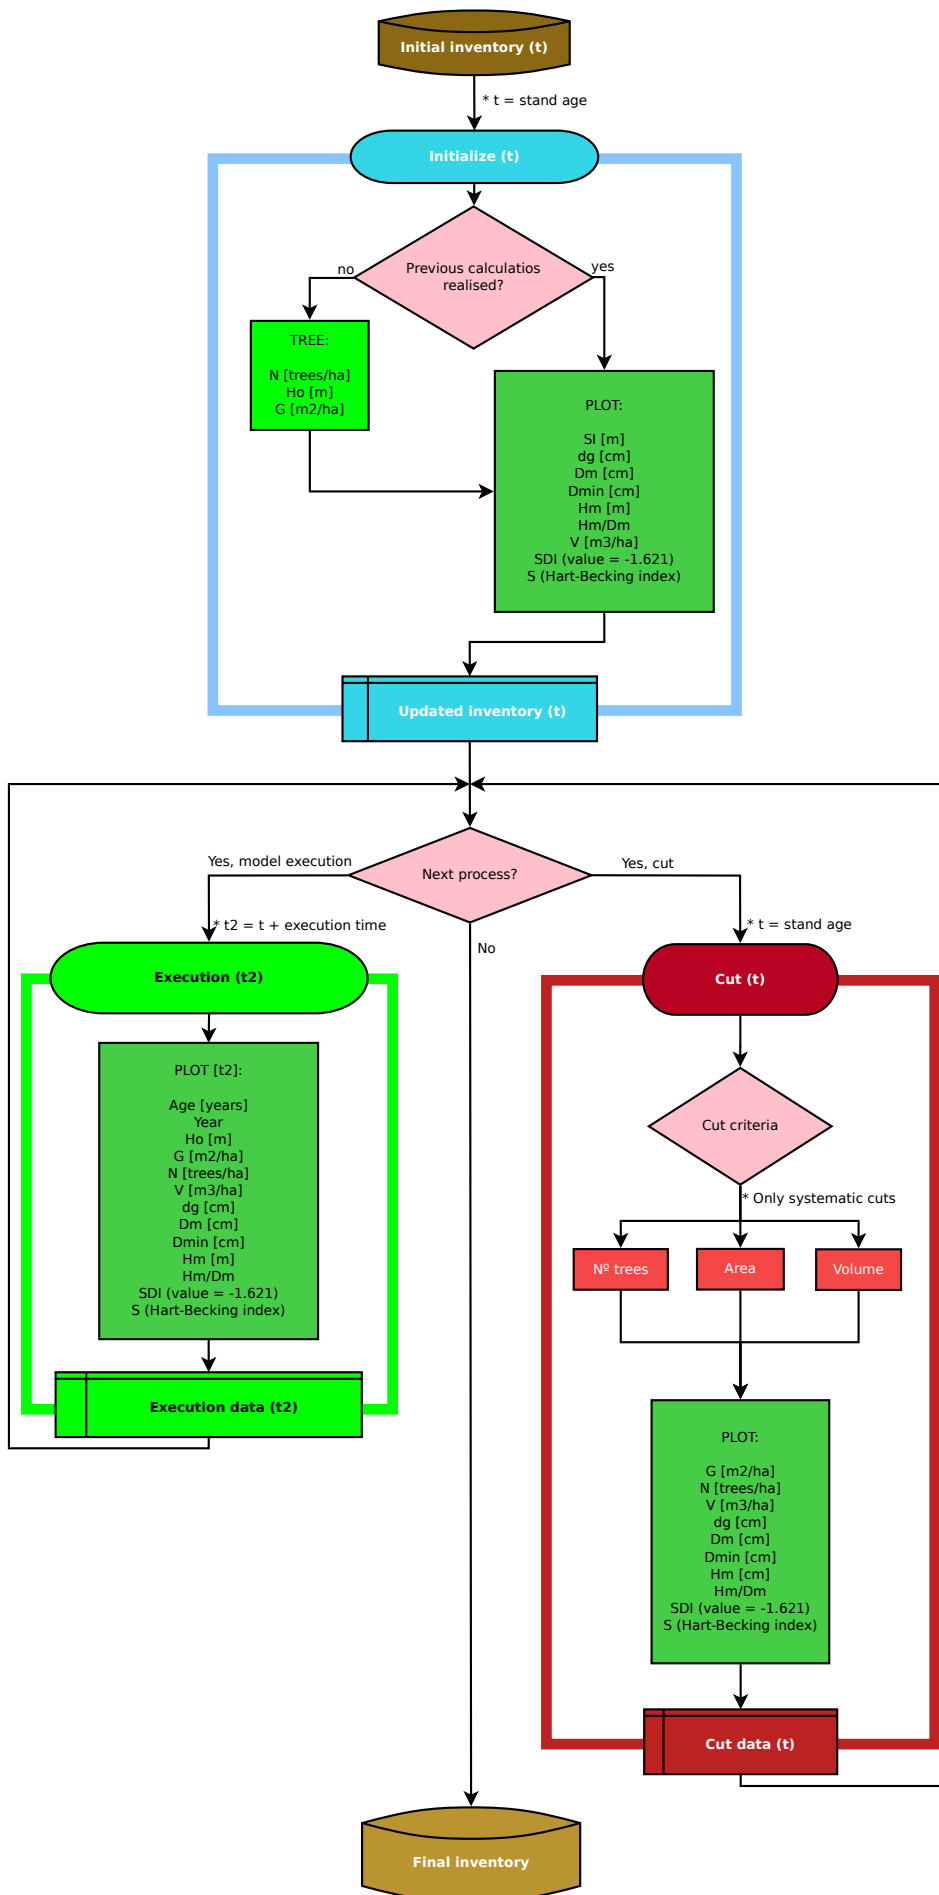 Initial inventory (t)
* t = stand age
Initialize (t)
Previous calculatios
realised?
no
yes
TREE:
N [trees/ha]
Ho [m]
G [m2/ha]
PLOT:
SI [m]
dg [cm]
Dm [cm]
Dmin [cm]
Hm [m]
Hm/Dm
V [m3/ha]
SDI (value = -1.621)
S (Hart-Becking index)
Updated inventory (t)
Next process?
Yes, model execution
Yes, cut
No
* t2 = t + execution time
Execution (t2)
PLOT [t2]:
Age [years]
Year
Ho [m]
G [m2/ha]
N [trees/ha]
V [m3/ha]
dg [cm]
Dm [cm]
Dmin [cm]
Hm [m]
Hm/Dm
SDI (value = -1.621)
S (Hart-Becking index)
Execution data (t2)
* t = stand age
Cut (t)
Cut criteria
* Only systematic cuts
Nº trees
Area
Volume
PLOT:
G [m2/ha]
N [trees/ha]
V [m3/ha]
dg [cm]
Dm [cm]
Dmin [cm]
Hm [cm]
Hm/Dm
SDI (value = -1.621)
S (Hart-Becking index)
Cut data (t)
Final inventory